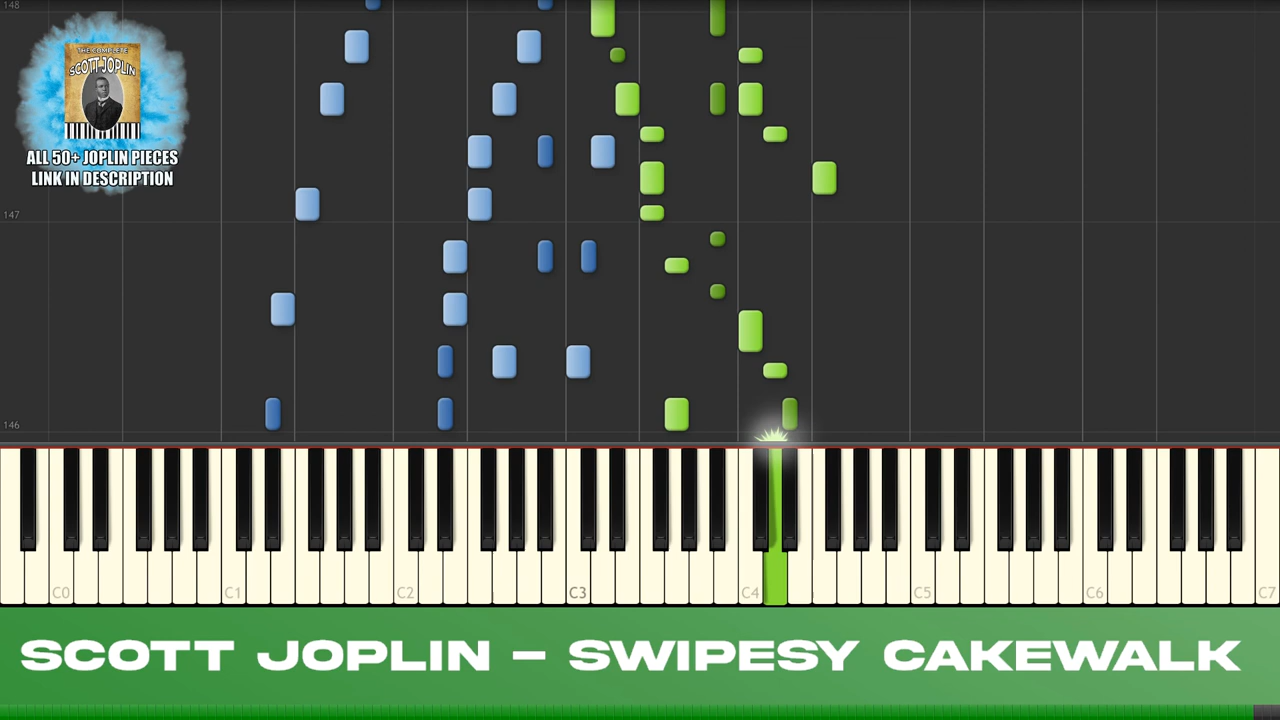 148
THE COMPLETE
SCOTT JOPLIN
ALL 50+ JOPLIN PIECES
LINK IN DESCRIPTION
147
146
C0 C1 C2 C3 C4 C5 C6 C7
SCOTT JOPLIN – SWIPESY CAKEWALK